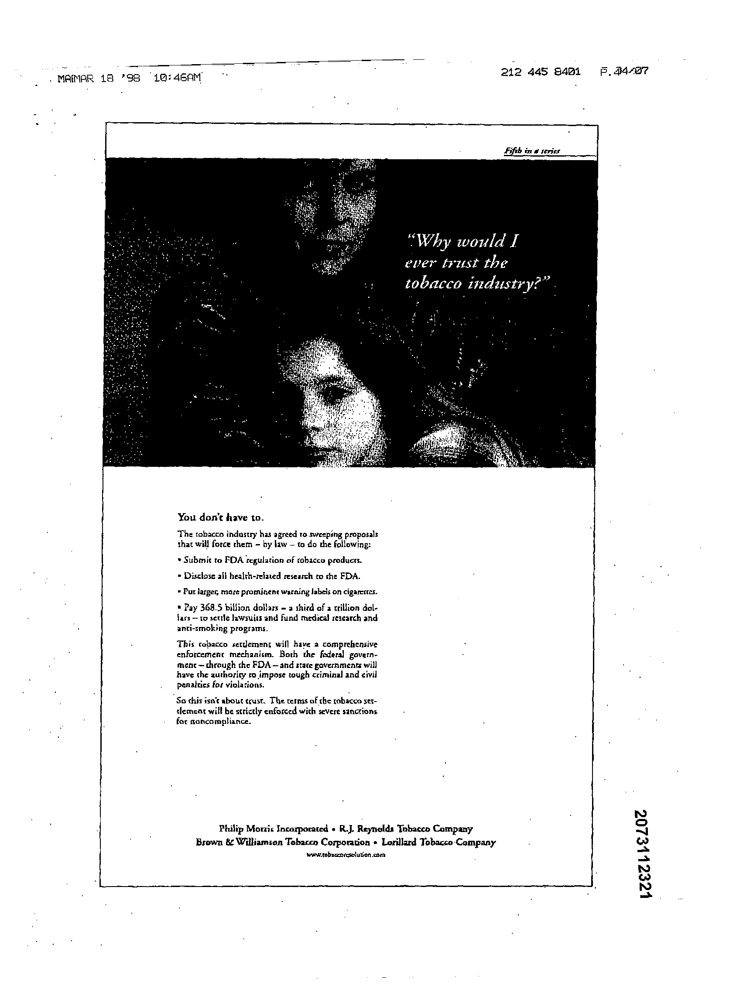 MAMAR 18 '98 10:46AM
212 445 8401 P.04/07
Fifth in a series
"Why would I
ever trust the
tobacco industry?"
You don't have to.
The tobacco industry has agreed to sweeping proposals
that will force them – by law – to do the following:
• Submit to FDA regulation of tobacco products.
• Disclose all health-related research to the FDA.
• Put larger, more prominent warning labels on cigarettes.
• Pay 368.5 billion dollars – a third of a trillion dol-
lars – to settle lawsuits and fund medical research and
anti-smoking programs.
This tobacco settlement will have a comprehensive
enforcement mechanism. Both the federal govern-
ment – through the FDA – and state governments will
have the authority to impose tough criminal and civil
penalties for violations.
So this isn't about trust. The terms of the tobacco set-
tlement will be strictly enforced with severe sanctions
for noncompliance.
Philip Morris Incorporated • R.J. Reynolds Tobacco Company
Brown & Williamson Tobacco Corporation • Lorillard Tobacco Company
www.tobaccoresolution.com
2073112321